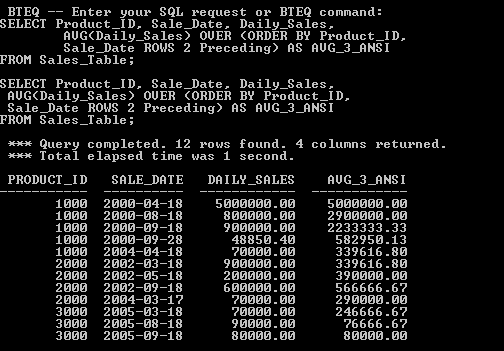 BTEQ -- Enter your SQL request or BTEQ command:
SELECT Product_ID, Sale_Date, Daily_Sales,
AVG(Daily_Sales) OVER (ORDER BY Product_ID,
Sale_Date ROWS 2 Preceding) AS AVG_3_ANSI
FROM Sales_Table;
SELECT Product_ID, Sale_Date, Daily_Sales,
AVG(Daily_Sales) OVER (ORDER BY Product_ID,
Sale_Date ROWS 2 Preceding) AS AVG_3_ANSI
FROM Sales_Table;
*** Query completed. 12 rows found. 4 columns returned.
*** Total elapsed time was 1 second.
PRODUCT_ID SALE_DATE DAILY_SALES AVG_3_ANSI
1000 2000-04-18 5000000.00 5000000.00
1000 2000-08-18 800000.00 2900000.00
1000 2000-09-18 900000.00 2233333.33
1000 2000-09-28 48850.40 582950.13
1000 2004-04-18 70000.00 339616.80
2000 2002-03-18 900000.00 339616.80
2000 2002-05-18 200000.00 390000.00
2000 2002-09-18 600000.00 566666.67
2000 2004-03-17 70000.00 290000.00
3000 2005-03-18 70000.00 246666.67
3000 2005-08-18 90000.00 76666.67
3000 2005-09-18 80000.00 80000.00